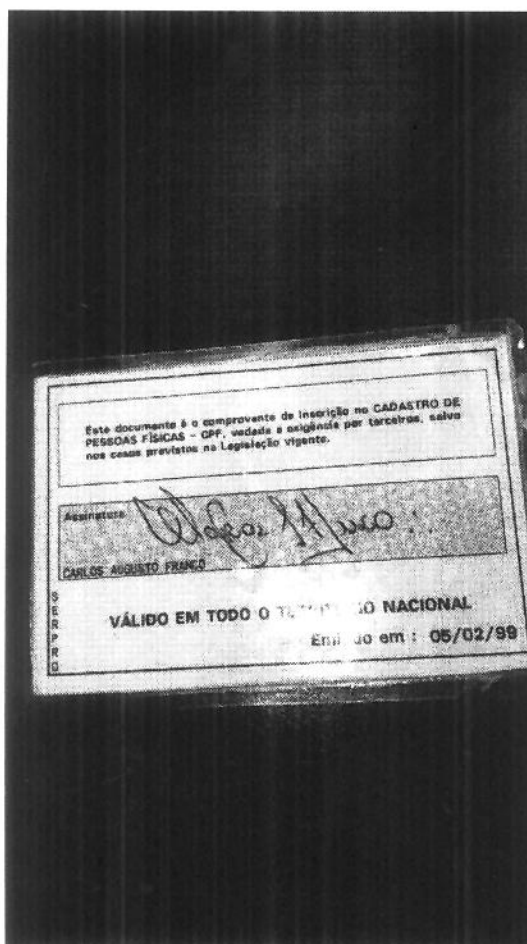 Este documento é o comprovante de inscrição no CADASTRO DE
PESSOAS FÍSICAS - CPF, vedada a exigência por terceiros, salvo
nos casos previstos na Legislação vigente.
Assinatura
CARLOS AUGUSTO FRANCO
SERPRO
VÁLIDO EM TODO O NACIONAL
em : 05/02/99